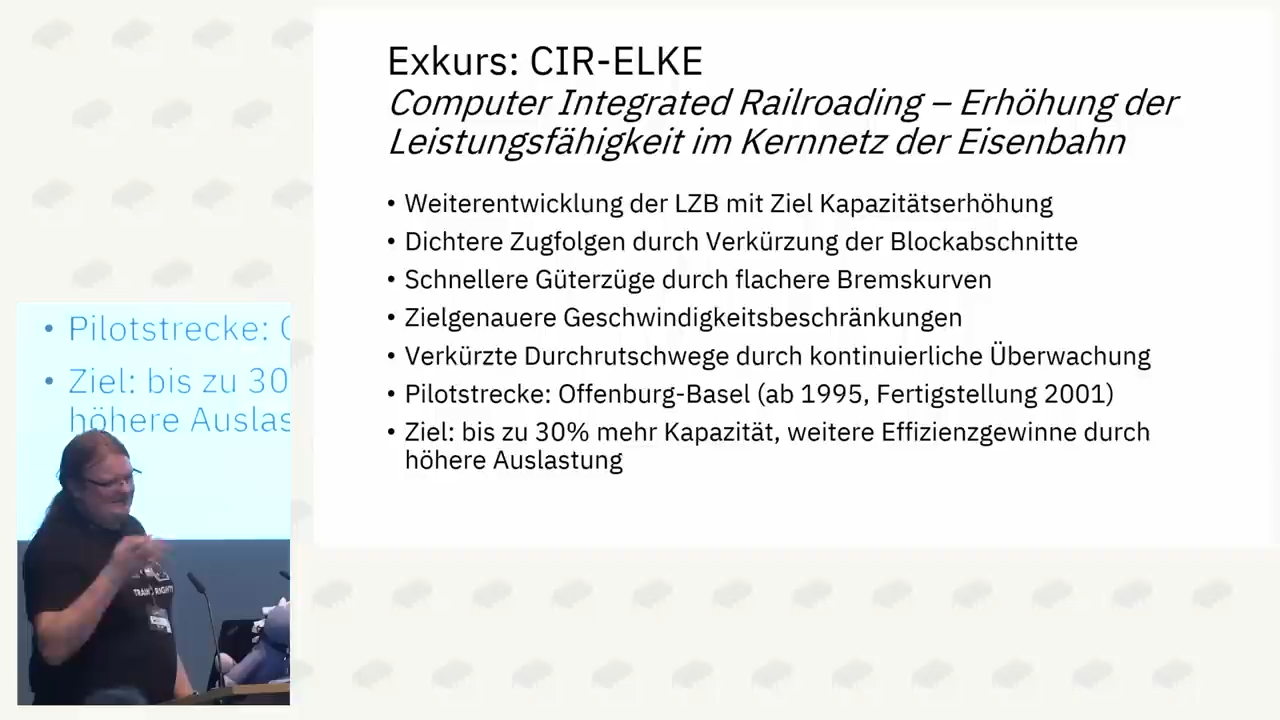 Exkurs: CIR-ELKE
Computer Integrated Railroading – Erhöhung der
Leistungsfähigkeit im Kernnetz der Eisenbahn
• Weiterentwicklung der LZB mit Ziel Kapazitätserhöhung
• Dichtere Zugfolgen durch Verkürzung der Blockabschnitte
• Schnellere Güterzüge durch flachere Bremskurven
• Zielgenauere Geschwindigkeitsbeschränkungen
• Verkürzte Durchrutschwege durch kontinuierliche Überwachung
• Pilotstrecke: Offenburg-Basel (ab 1995, Fertigstellung 2001)
• Ziel: bis zu 30% mehr Kapazität, weitere Effizienzgewinne durch
höhere Auslastung
• Pilotstrecke:
• Ziel: bis zu 30
höhere Auslas